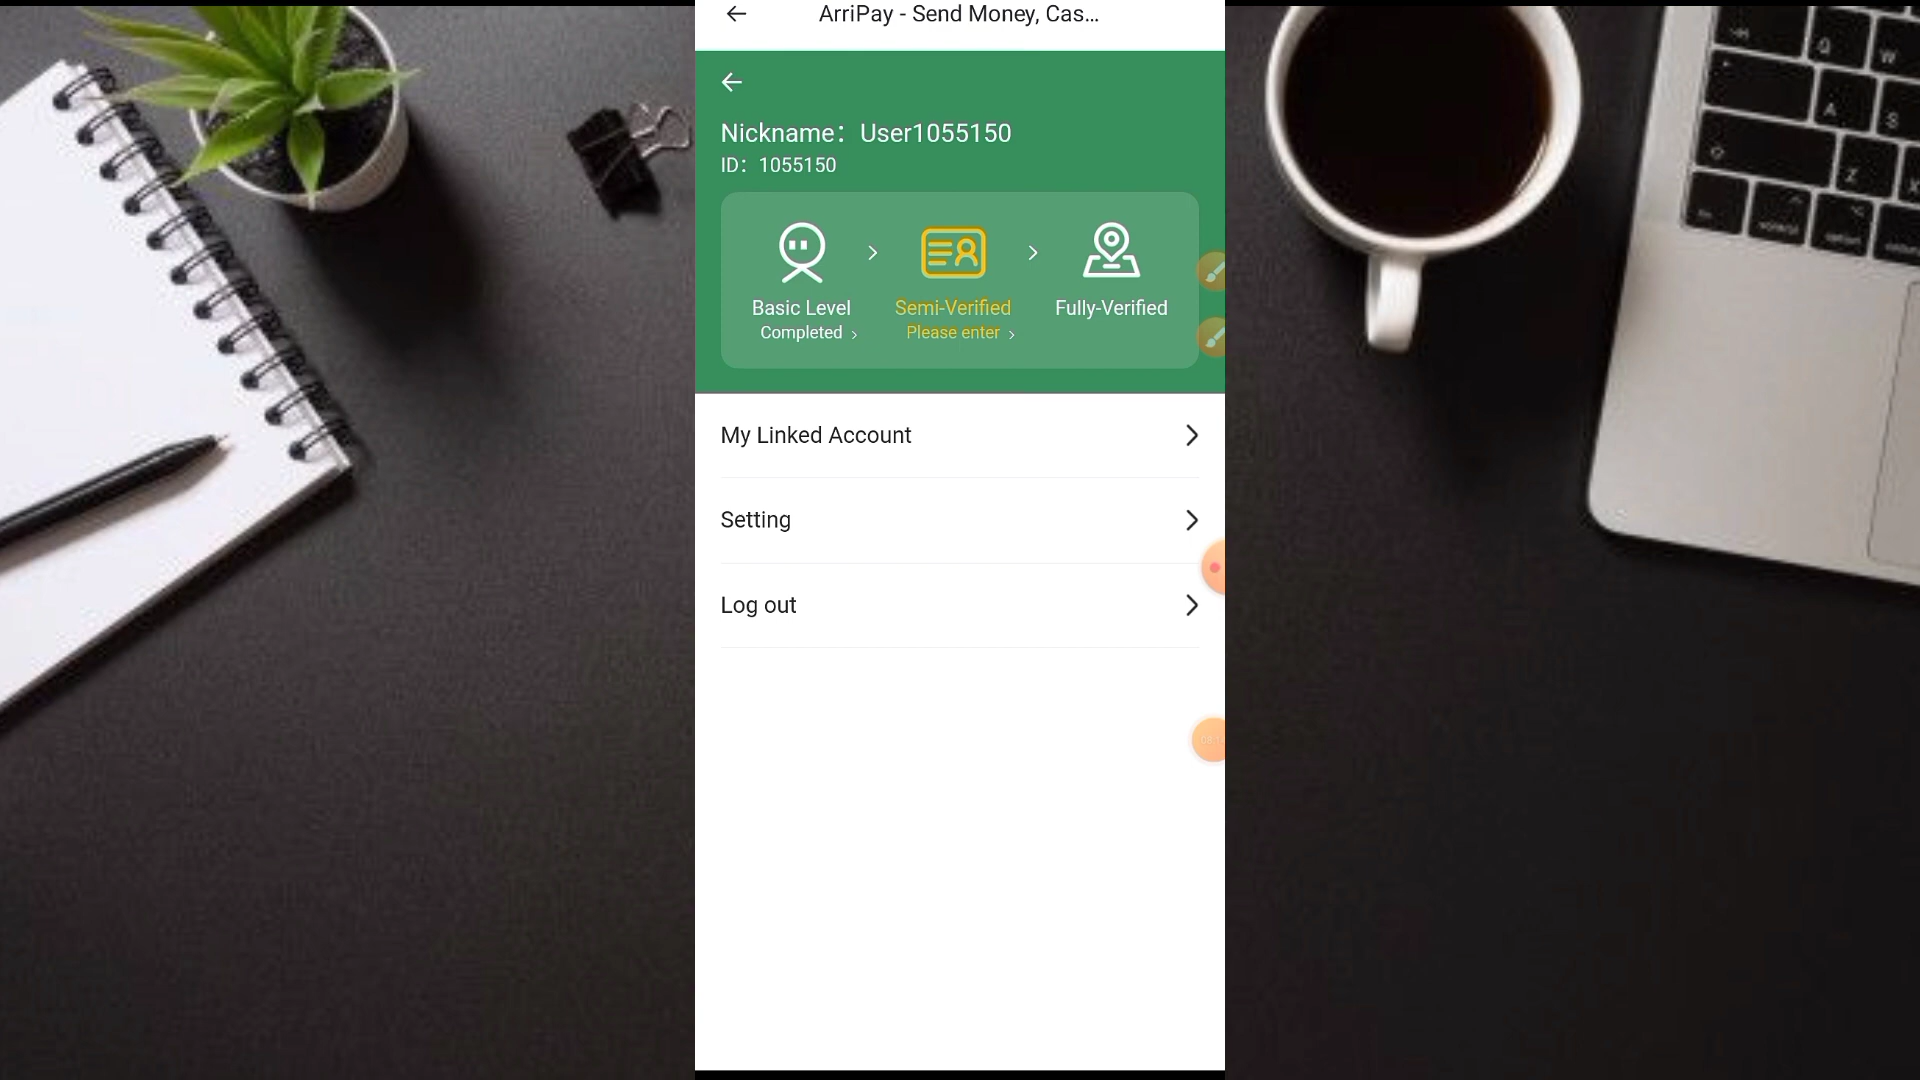 ArriPay - Send Money, Cas...
Nickname: User1055150
ID: 1055150
Basic Level
Completed
Semi-Verified
Please enter
Fully-Verified
My Linked Account
Setting
Log out
Q
W
A
S
Z
X